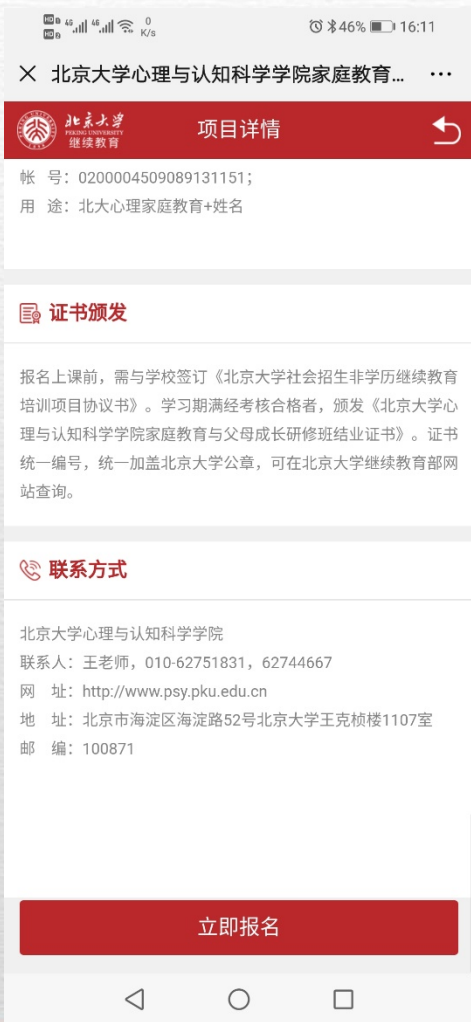 HD 46 46 0 K/s 46% 16:11
北京大学心理与认知科学学院家庭教育...
北京大学
PEKING UNIVERSITY
继续教育
项目详情
帐 号：0200004509089131151；
用 途：北大心理家庭教育+姓名
证书颁发
报名上课前，需与学校签订《北京大学社会招生非学历继续教育
培训项目协议书》。学习期满经考核合格者，颁发《北京大学心
理与认知科学学院家庭教育与父母成长研修班结业证书》。证书
统一编号，统一加盖北京大学公章，可在北京大学继续教育部网
站查询。
联系方式
北京大学心理与认知科学学院
联系人：王老师，010-62751831，62744667
网 址：http://www.psy.pku.edu.cn
地 址：北京市海淀区海淀路52号北京大学王克桢楼1107室
邮 编：100871
立即报名